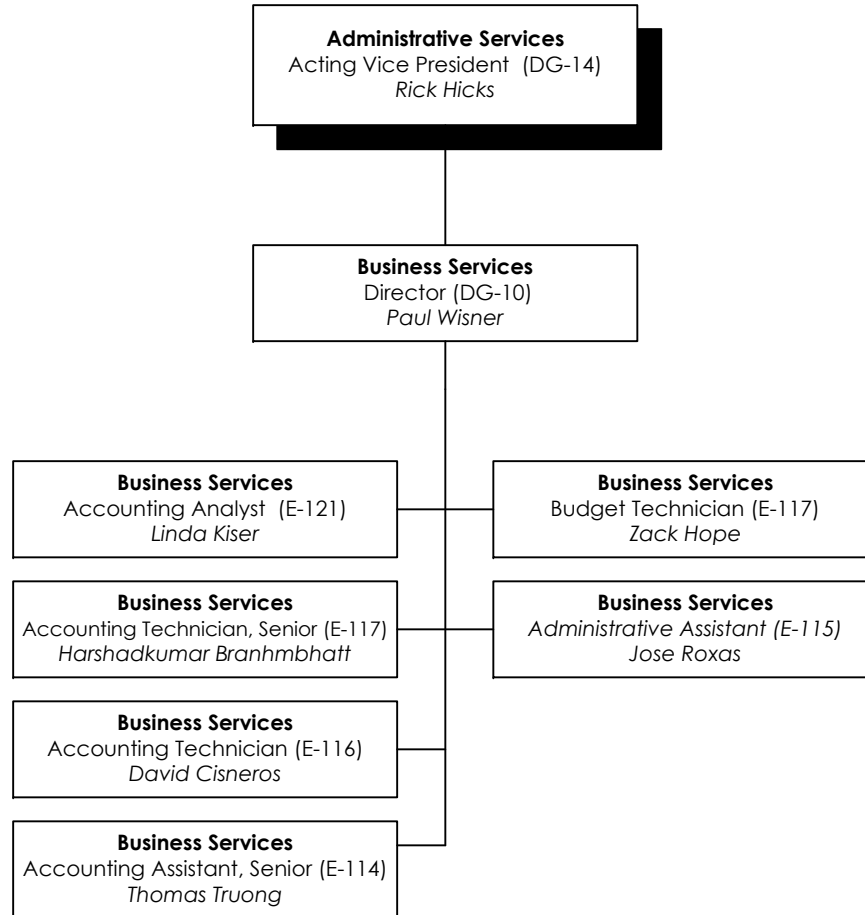 Administrative Services
Acting Vice President (DG-14)
Rick Hicks
Business Services
Director (DG-10)
Paul Wisner
Business Services
Accounting Analyst (E-121)
Linda Kiser
Business Services
Budget Technician (E-117)
Zack Hope
Business Services
Accounting Technician, Senior (E-117)
Harshadkumar Branhmbhatt
Business Services
Administrative Assistant (E-115)
Jose Roxas
Business Services
Accounting Technician (E-116)
David Cisneros
Business Services
Accounting Assistant, Senior (E-114)
Thomas Truong